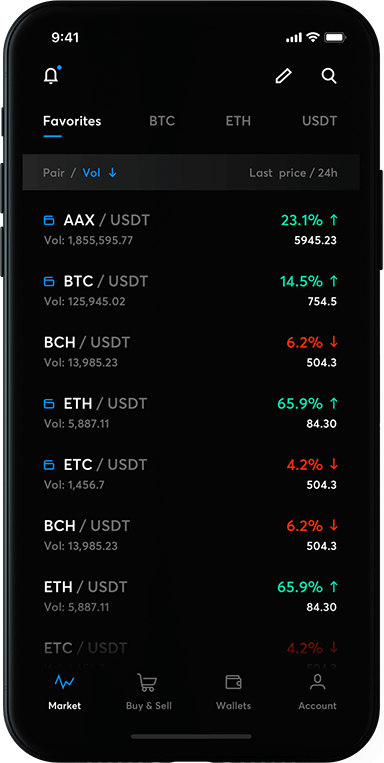 9:41
Favorites BTC ETH USDT
Pair / Vol ↓ Last price / 24h
AAX / USDT 23.1% ↑
Vol: 1,855,595.77 5945.23
BTC / USDT 14.5% ↑
Vol: 125,945.02 754.5
BCH / USDT 6.2% ↓
Vol: 13,985.23 504.3
ETH / USDT 65.9% ↑
Vol: 5,887.11 84.30
ETC / USDT 4.2% ↓
Vol: 1,456.7 504.3
BCH / USDT 6.2% ↓
Vol: 13,985.23 504.3
ETH / USDT 65.9% ↑
Vol: 5,887.11 84.30
ETC / USDT 4.2% ↓
Market Buy & Sell Wallets Account